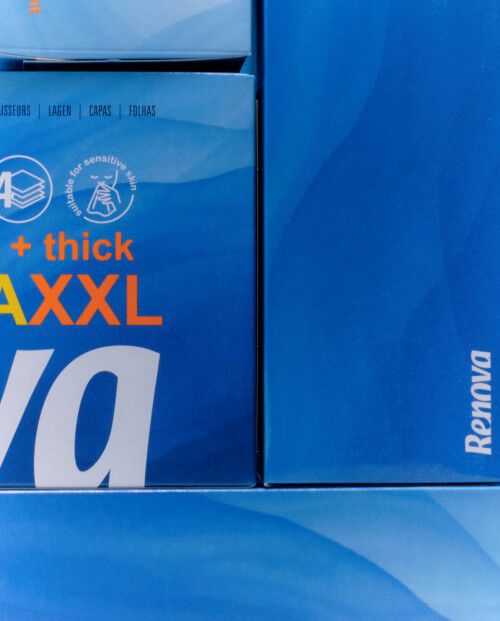 ISSEURS | LAGEN | CAPAS | FOLHAS
4
suitable for sensitive skin
+ thick
AXXL
va
Renova